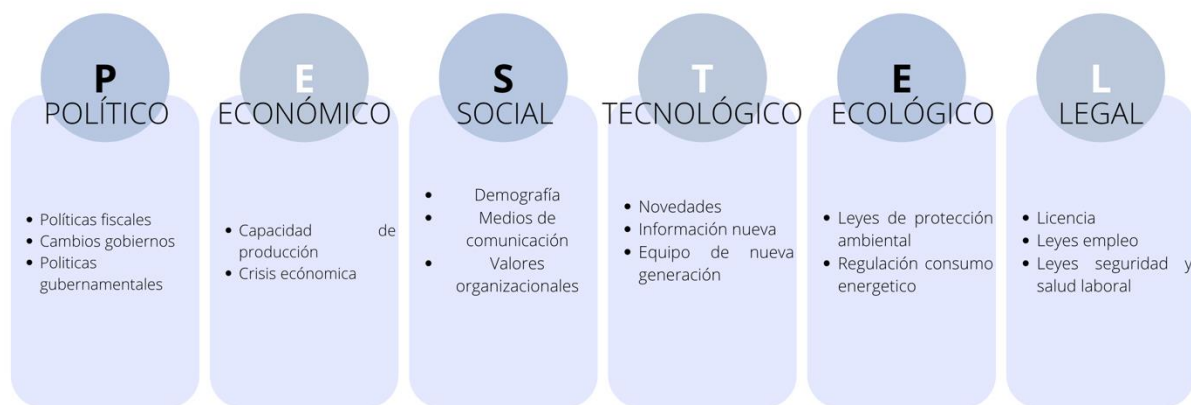 P
POLÍTICO
• Políticas fiscales
• Cambios gobiernos
• Politicas
gubernamentales
E
ECONÓMICO
• Capacidad de
producción
• Crisis ecónomica
S
SOCIAL
• Demografía
• Medios de
comunicación
• Valores
organizacionales
T
TECNOLÓGICO
• Novedades
• Información nueva
• Equipo de nueva
generación
E
ECOLÓGICO
• Leyes de protección
ambiental
• Regulación consumo
energetico
L
LEGAL
• Licencia
• Leyes empleo
• Leyes seguridad y
salud laboral